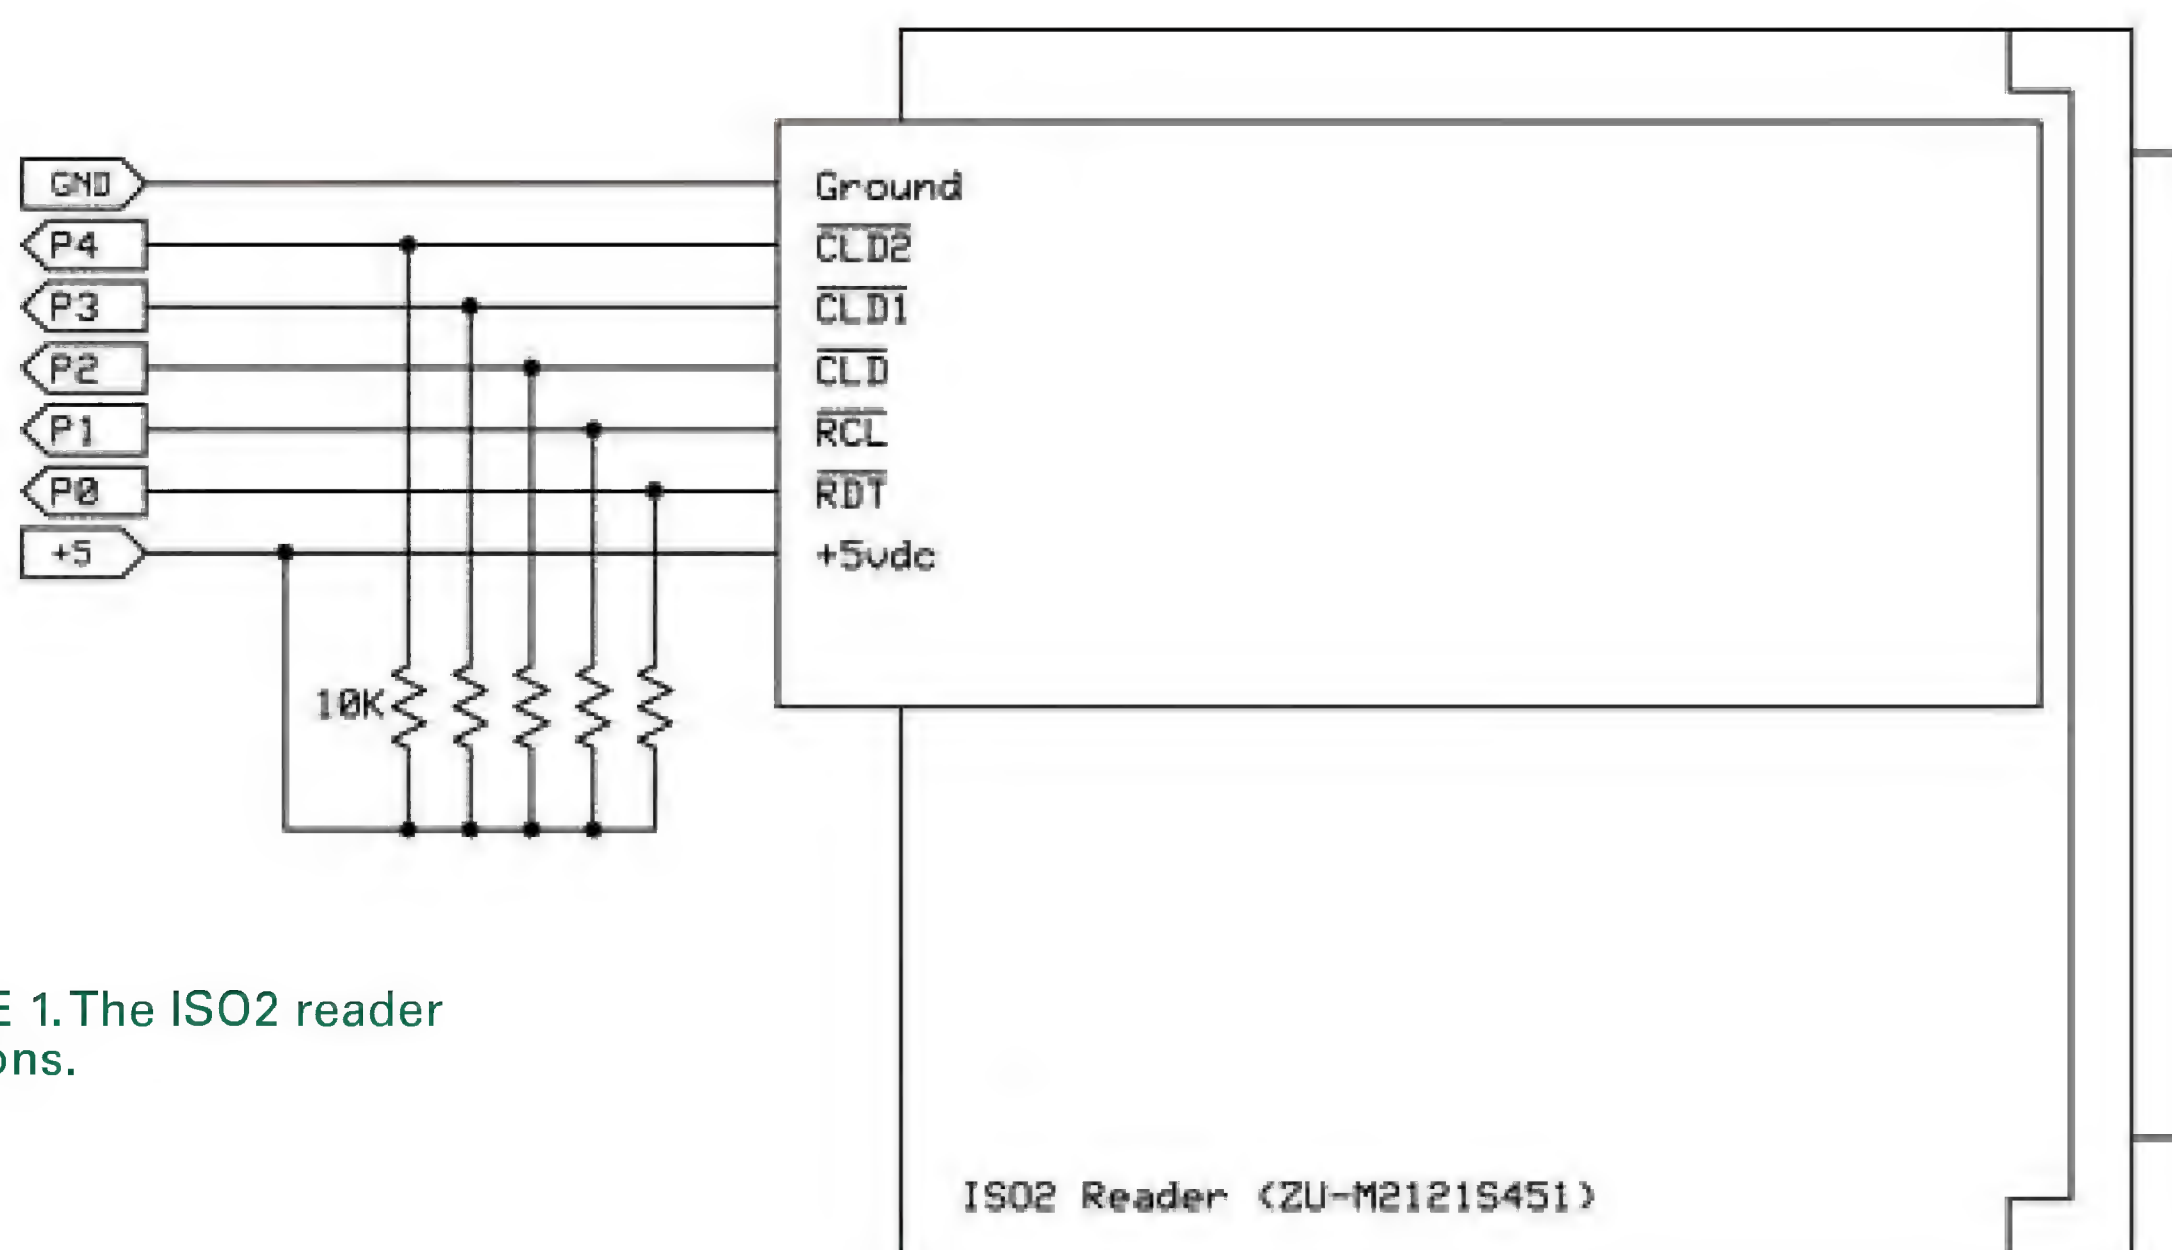 GND
P4
P3
P2
P1
P0
+5
Ground
CLD2
CLD1
CLD
RCL
RDT
+5vdc
10K
E 1. The ISO2 reader
ons.
ISO2 Reader (ZU-M2121S451)